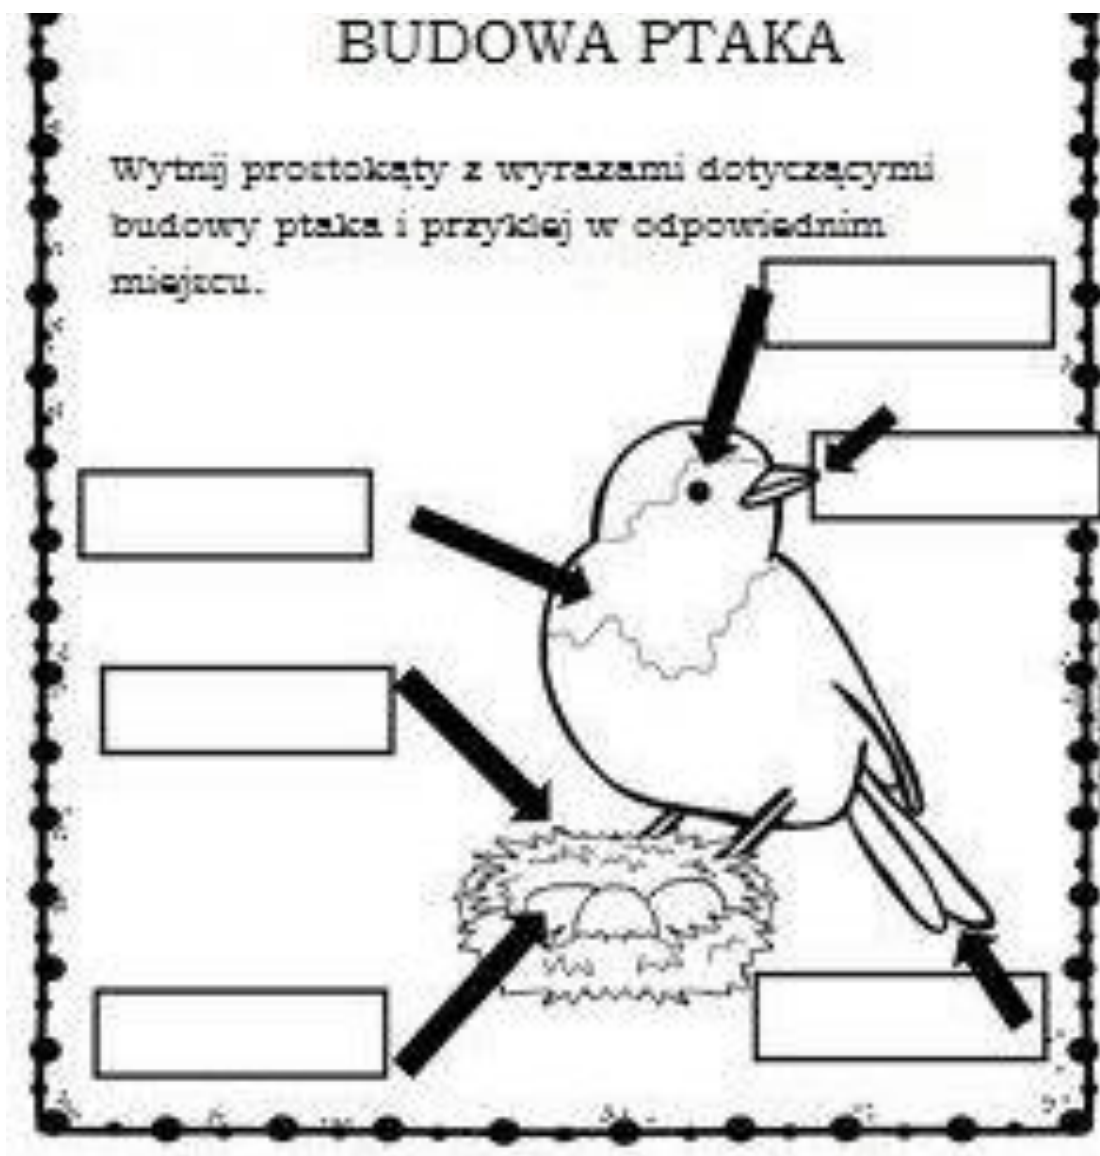 BUDOWA PTAKA
Wytnij prostokąty z wyrazami dotyczącymi
budowy ptaka i przyklej w odpowiednim
miejscu.